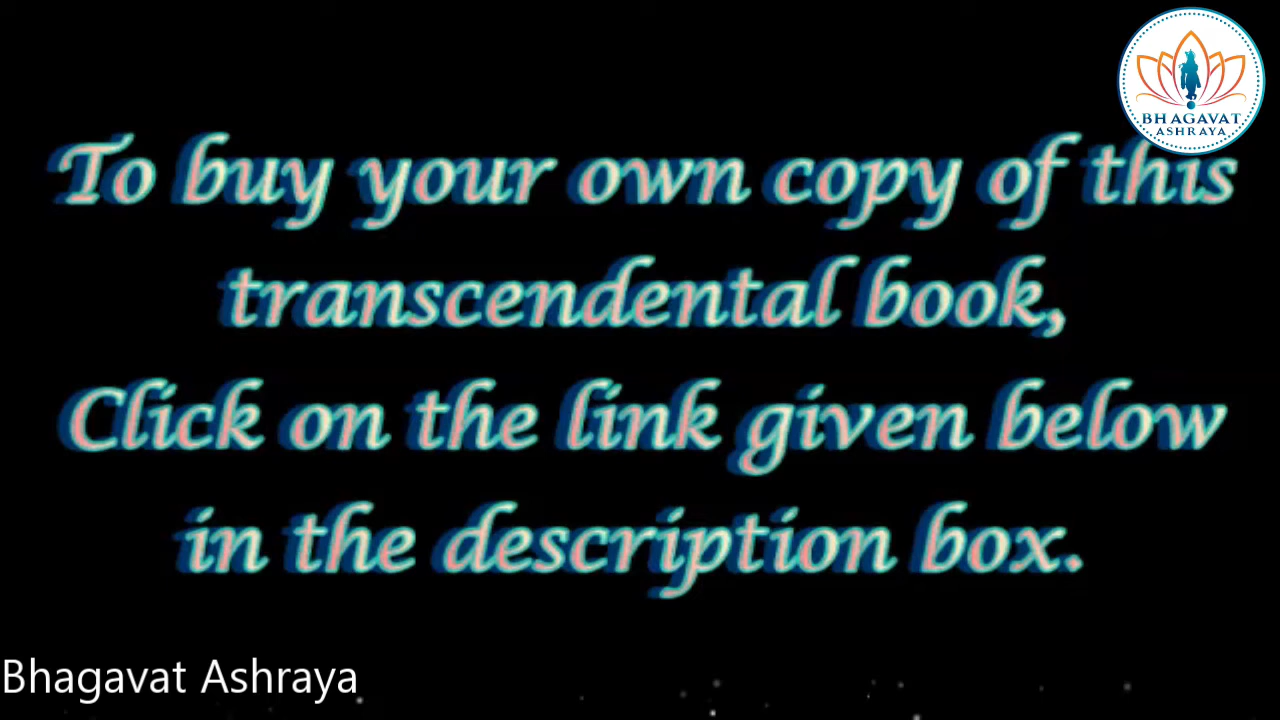 BHAGAVAT
ASHRAYA
To buy your own copy of this
transcendental book,
Click on the link given below
in the description box.
Bhagavat Ashraya